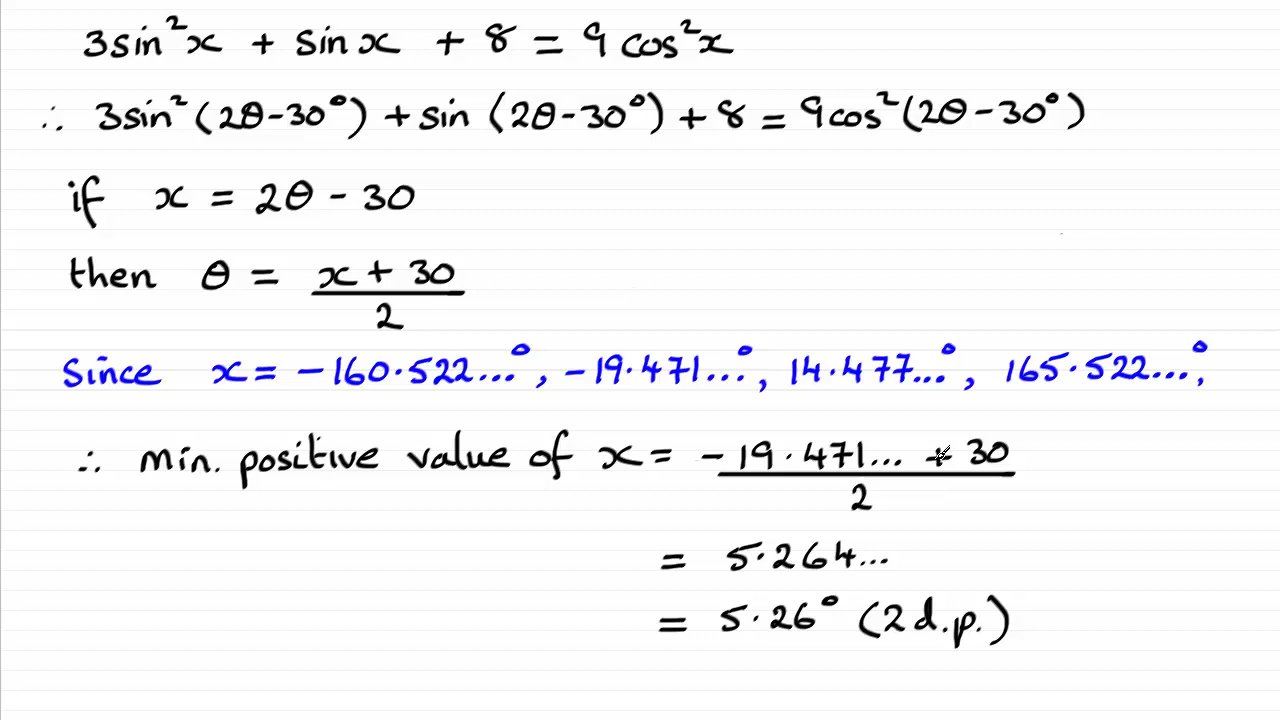 3sin²x + sinx + 8 = 9cos²x
∴ 3sin²(2θ-30°) + sin(2θ-30°) + 8 = 9cos²(2θ-30°)
if x = 2θ - 30
then θ = x + 30
2
Since x = -160.522...°, -19.471...°, 14.477...°, 165.522...°,
∴ min. positive value of x = -19.471... + 30
2
= 5.264...
= 5.26° (2 d.p.)